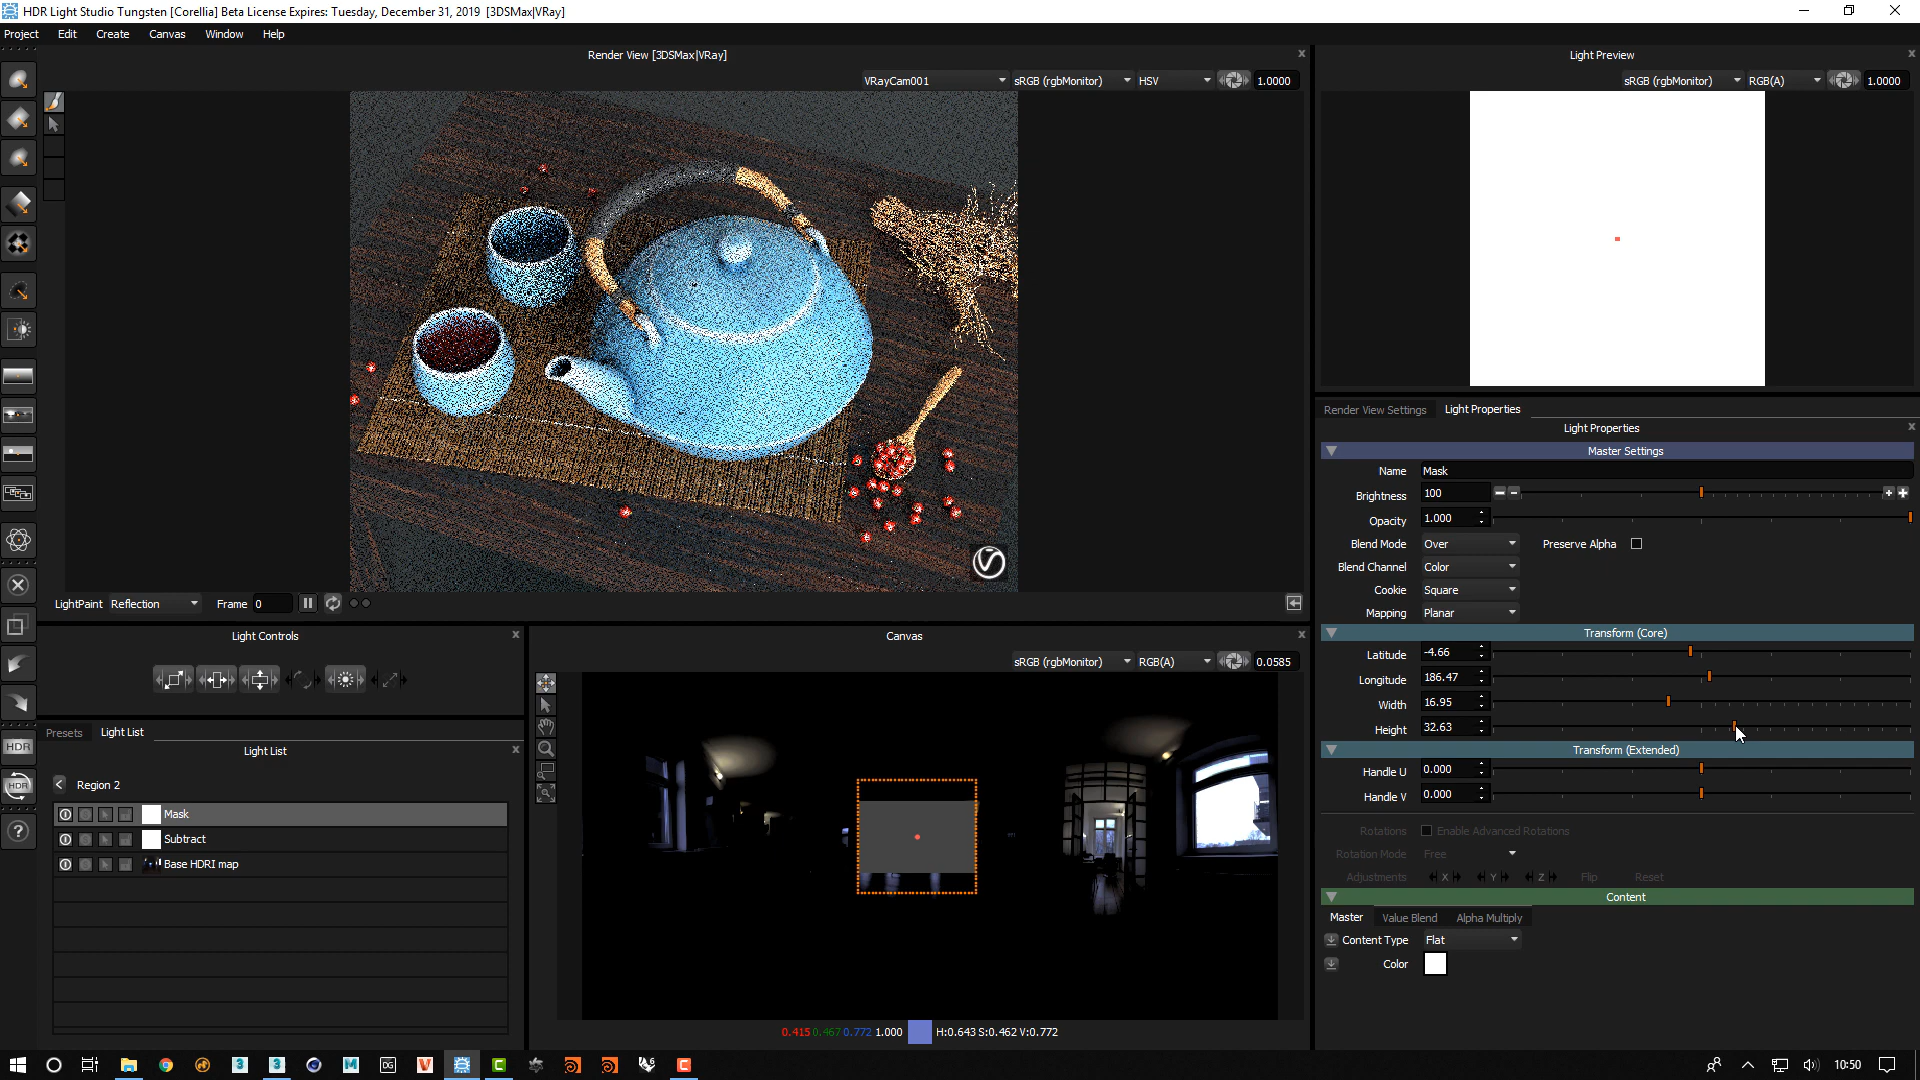 HDR Light Studio Tungsten [Corellia] Beta License Expires: Tuesday, December 31, 2019 [3DSMax|VRay]
Project Edit Create Canvas Window Help
Render View [3DSMax|VRay]
VRayCam001 sRGB (rgbMonitor) HSV 1.0000
Light Preview
sRGB (rgbMonitor) RGB(A) 1.0000
LightPaint Reflection Frame 0
Light Controls
Presets Light List
Light List
Region 2
Mask
Subtract
Base HDRI map
HDR
HDR
Canvas
sRGB (rgbMonitor) RGB(A) 0.0585
0.415 0.467 0.772 1.000 H:0.643 S:0.462 V:0.772
Render View Settings Light Properties
Light Properties
Master Settings
Name Mask
Brightness 100
Opacity 1.000
Blend Mode Over Preserve Alpha
Blend Channel Color
Cookie Square
Mapping Planar
Transform (Core)
Latitude -4.66
Longitude 186.47
Width 16.95
Height 32.63
Transform (Extended)
Handle U 0.000
Handle V 0.000
Rotations Enable Advanced Rotations
Rotation Mode Free
Adjustments X Y Z Flip Reset
Content
Master Value Blend Alpha Multiply
Content Type Flat
Color
3 3 M DG V C 6 C
10:50